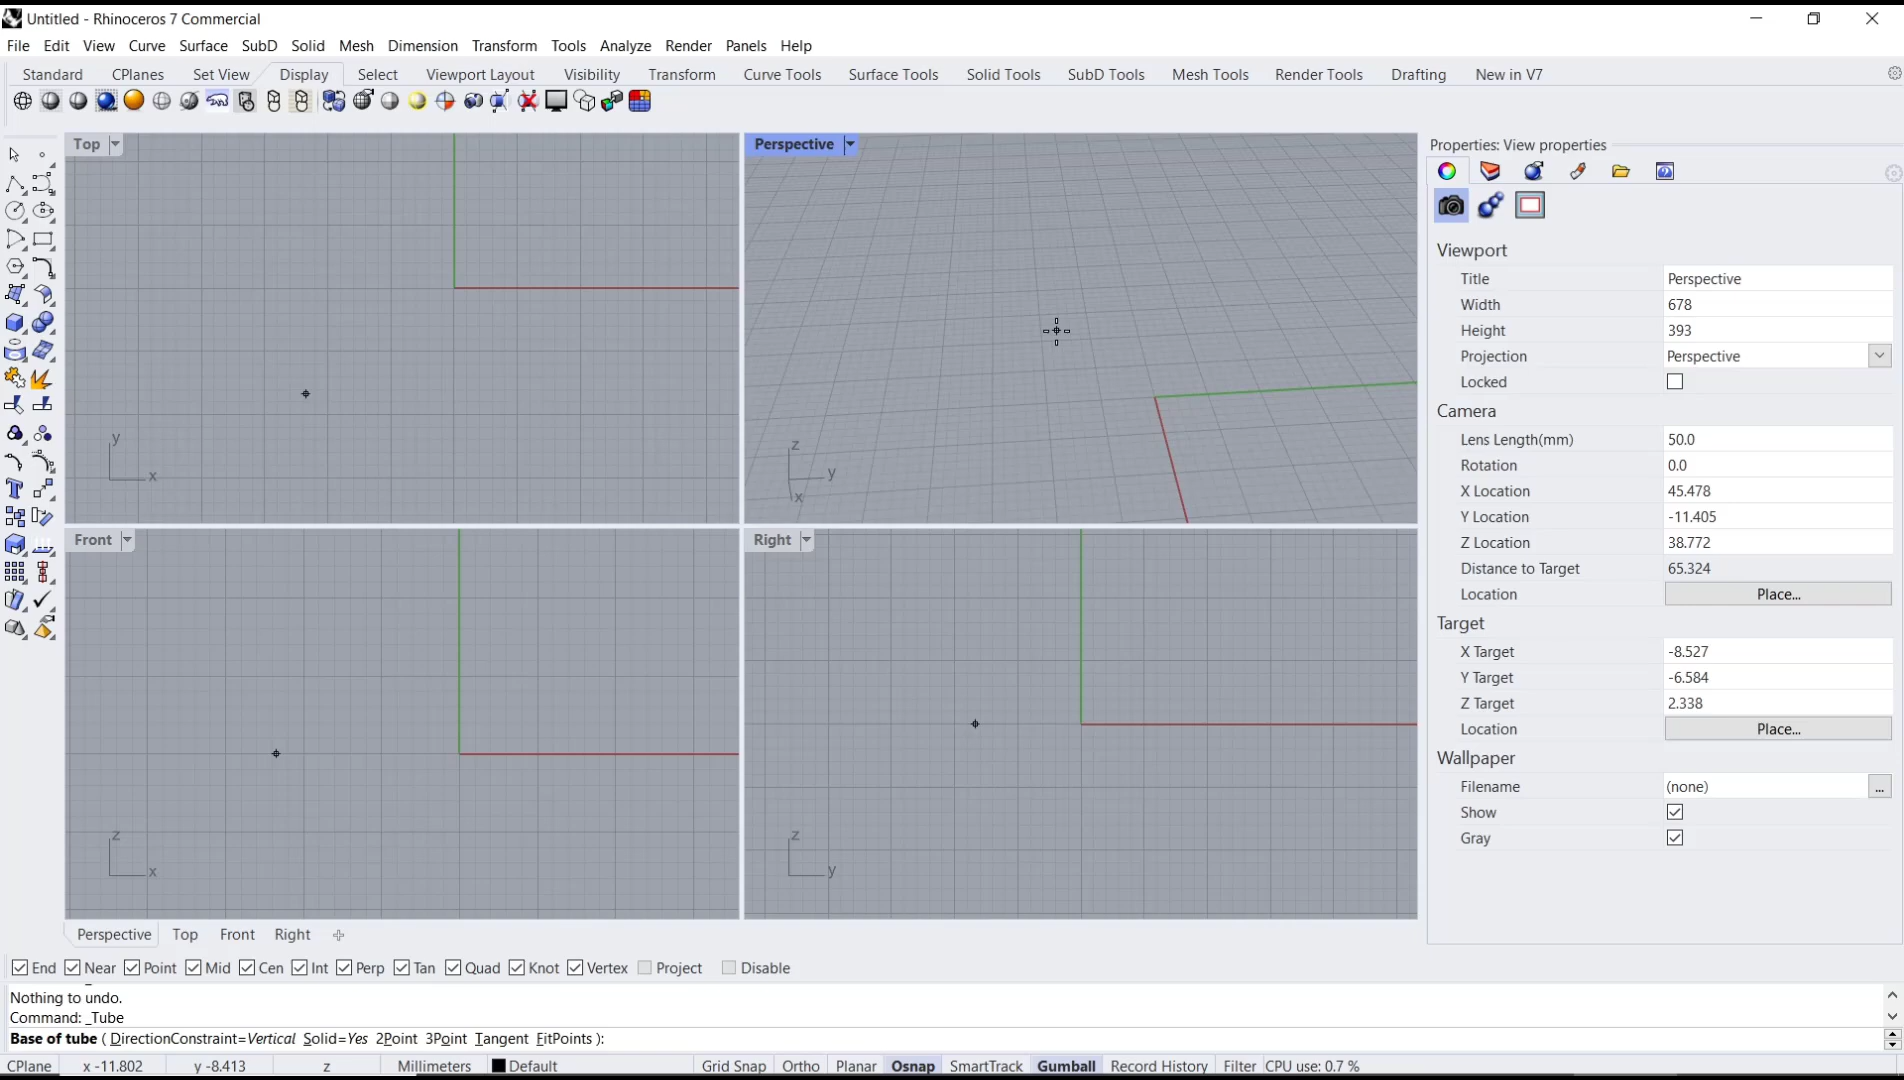 Untitled - Rhinoceros 7 Commercial
File Edit View Curve Surface SubD Solid Mesh Dimension Transform Tools Analyze Render Panels Help
Standard CPlanes Set View Display Select Viewport Layout Visibility Transform Curve Tools Surface Tools Solid Tools SubD Tools Mesh Tools Render Tools Drafting New in V7
Top
Perspective
Properties: View properties
Viewport
Title Perspective
Width 678
Height 393
Projection Perspective
Locked
Camera
Lens Length(mm) 50.0
Rotation 0.0
X Location 45.478
Y Location -11.405
Z Location 38.772
Distance to Target 65.324
Location Place...
Target
X Target -8.527
Y Target -6.584
Z Target 2.338
Location Place...
Wallpaper
Filename (none) ...
Show
Gray
y
x
z
y
x
Front
Right
z
x
z
y
Perspective Top Front Right
End Near Point Mid Cen Int Perp Tan Quad Knot Vertex Project Disable
Nothing to undo.
Command: _Tube
Base of tube ( DirectionConstraint=Vertical Solid=Yes 2Point 3Point Tangent FitPoints ):
CPlane x -11.802 y -8.413 z Millimeters Default Grid Snap Ortho Planar Osnap SmartTrack Gumball Record History Filter CPU use: 0.7 %